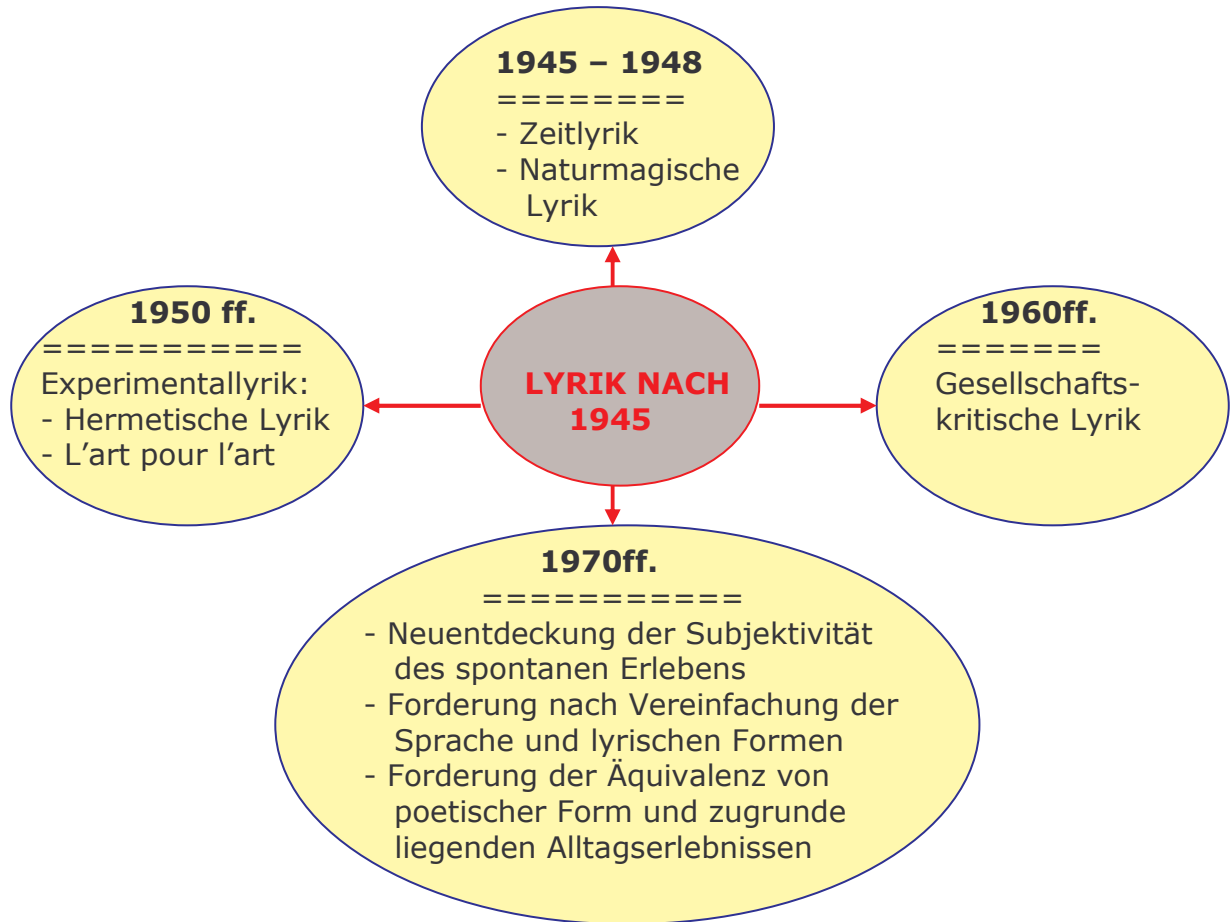 1945 – 1948
========
- Zeitlyrik
- Naturmagische
Lyrik
1950 ff.
===========
Experimentallyrik:
- Hermetische Lyrik
- L’art pour l’art
LYRIK NACH
1945
1960ff.
=======
Gesellschafts-
kritische Lyrik
1970ff.
===========
- Neuentdeckung der Subjektivität
des spontanen Erlebens
- Forderung nach Vereinfachung der
Sprache und lyrischen Formen
- Forderung der Äquivalenz von
poetischer Form und zugrunde
liegenden Alltagserlebnissen